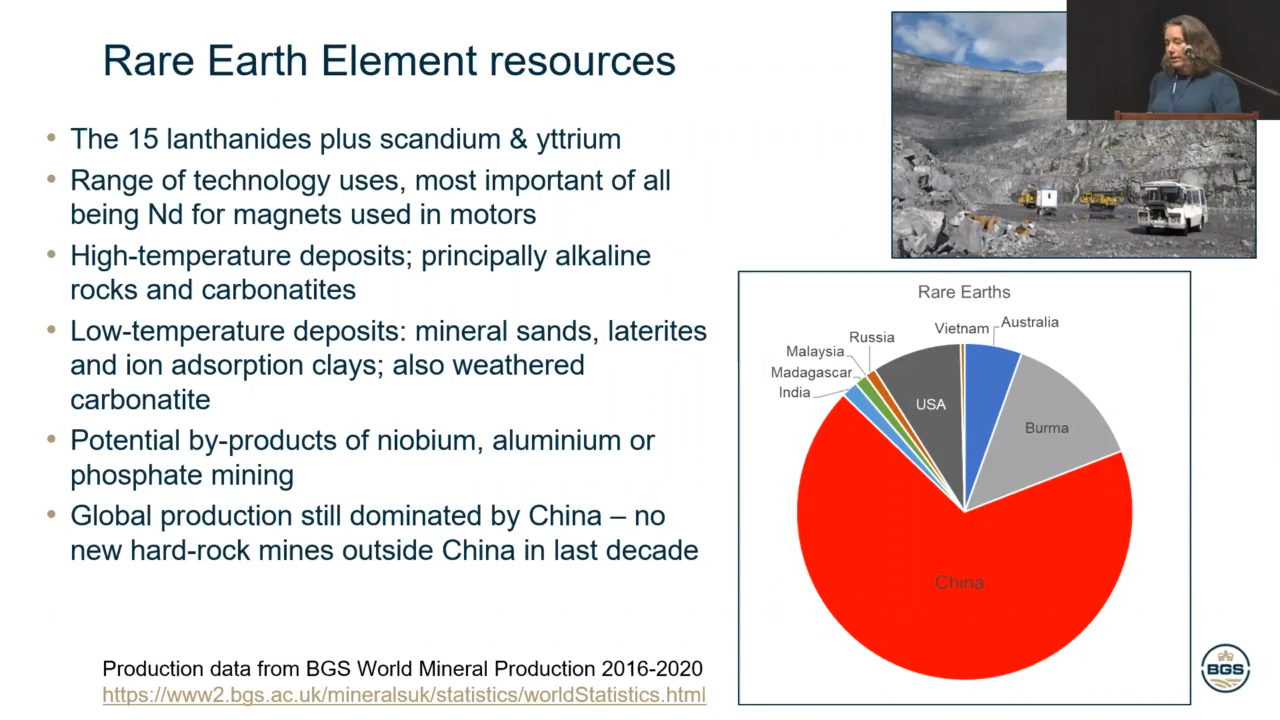 Rare Earth Element resources
• The 15 lanthanides plus scandium & yttrium
• Range of technology uses, most important of all
being Nd for magnets used in motors
• High-temperature deposits; principally alkaline
rocks and carbonatites
• Low-temperature deposits: mineral sands, laterites
and ion adsorption clays; also weathered
carbonatite
• Potential by-products of niobium, aluminium or
phosphate mining
• Global production still dominated by China – no
new hard-rock mines outside China in last decade
Production data from BGS World Mineral Production 2016-2020
https://www2.bgs.ac.uk/mineralsuk/statistics/worldStatistics.html
Rare Earths
Vietnam
Australia
Russia
Malaysia
Madagascar
India
USA
Burma
China
BGS